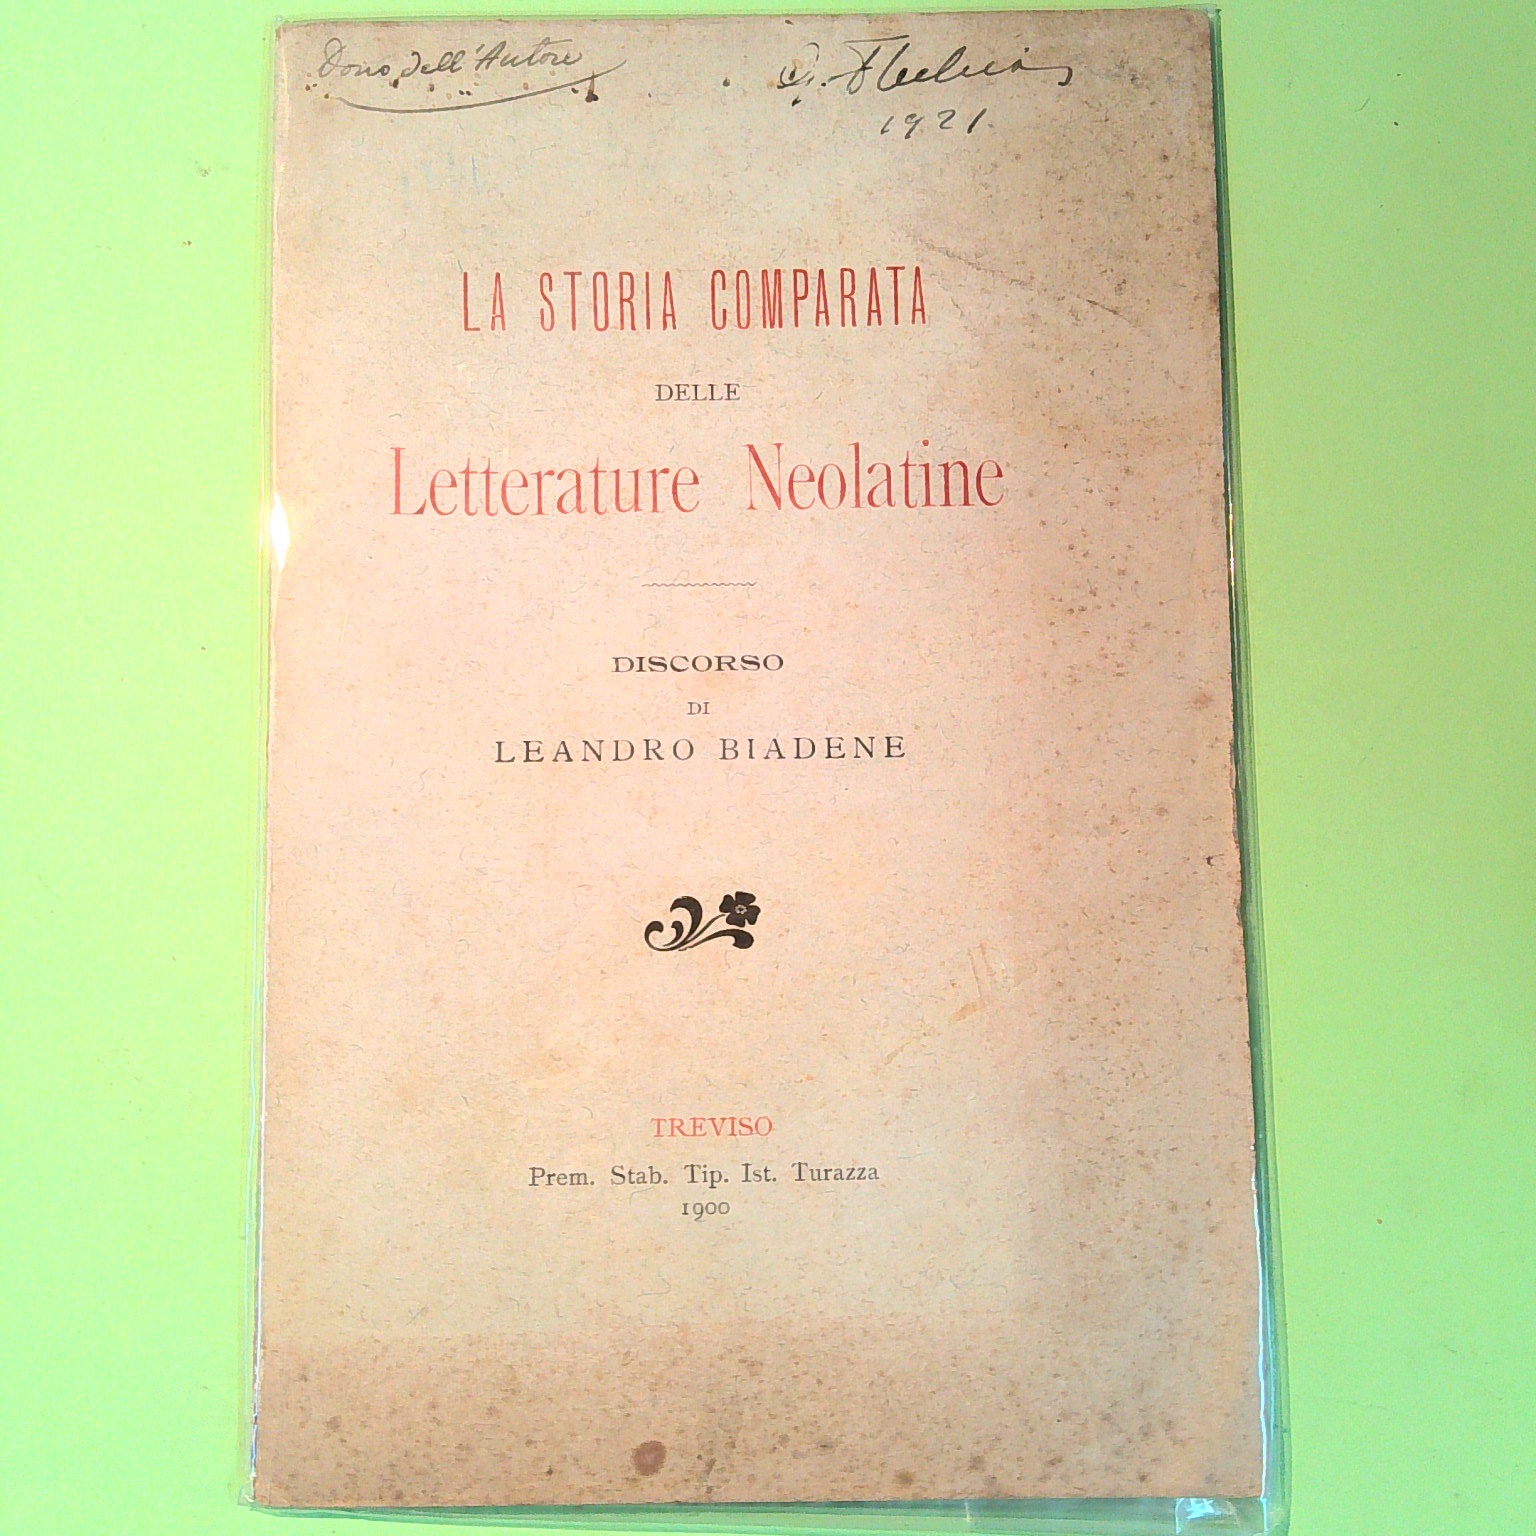 Dono dell'Autore
1921.
LA STORIA COMPARATA
DELLE
Letterature Neolatine
DISCORSO
DI
LEANDRO BIADENE
TREVISO
Prem. Stab. Tip. Ist. Turazza
1900